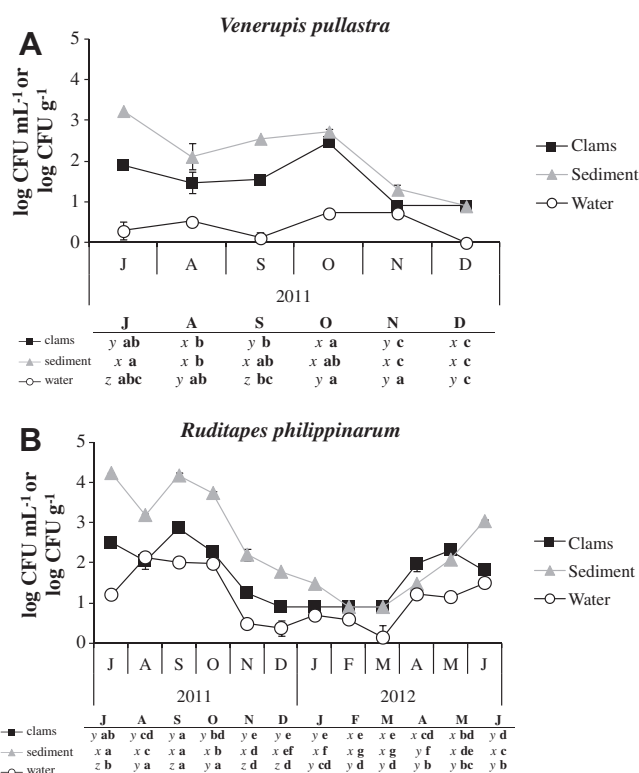 A
Venerupis pullastra
log CFU mL-1 or
log CFU g-1
5
4
3
2
1
0
Clams
Sediment
Water
J A S O N D
2011
J A S O N D
clams y ab x b y b x a y c x c
sediment x a x b x ab x ab x c x c
water z abc y ab z bc y a y a y c
B
Ruditapes philippinarum
log CFU mL-1 or
log CFU g-1
5
4
3
2
1
0
Clams
Sediment
Water
J A S O N D J F M A M J
2011 2012
J A S O N D J F M A M J
clams y ab y cd y a y bd y e y e y e x e x e x cd x bd y d
sediment x a x c x a x b x d x ef x f x g x g y f x de x c
water z b y a z a y a z d z d y cd y d y d y b y bc y b